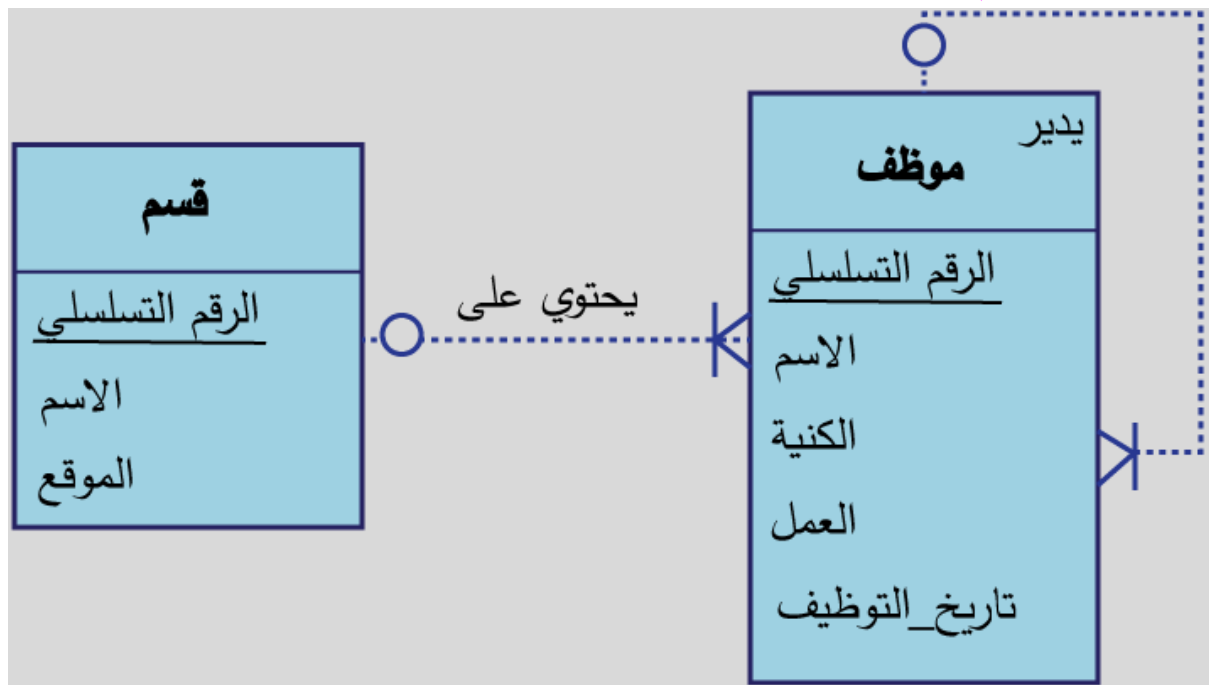 يدير
موظف
الرقم التسلسلي
الاسم
الكنية
العمل
تاريخ_التوظيف
يحتوي على
قسم
الرقم التسلسلي
الاسم
الموقع